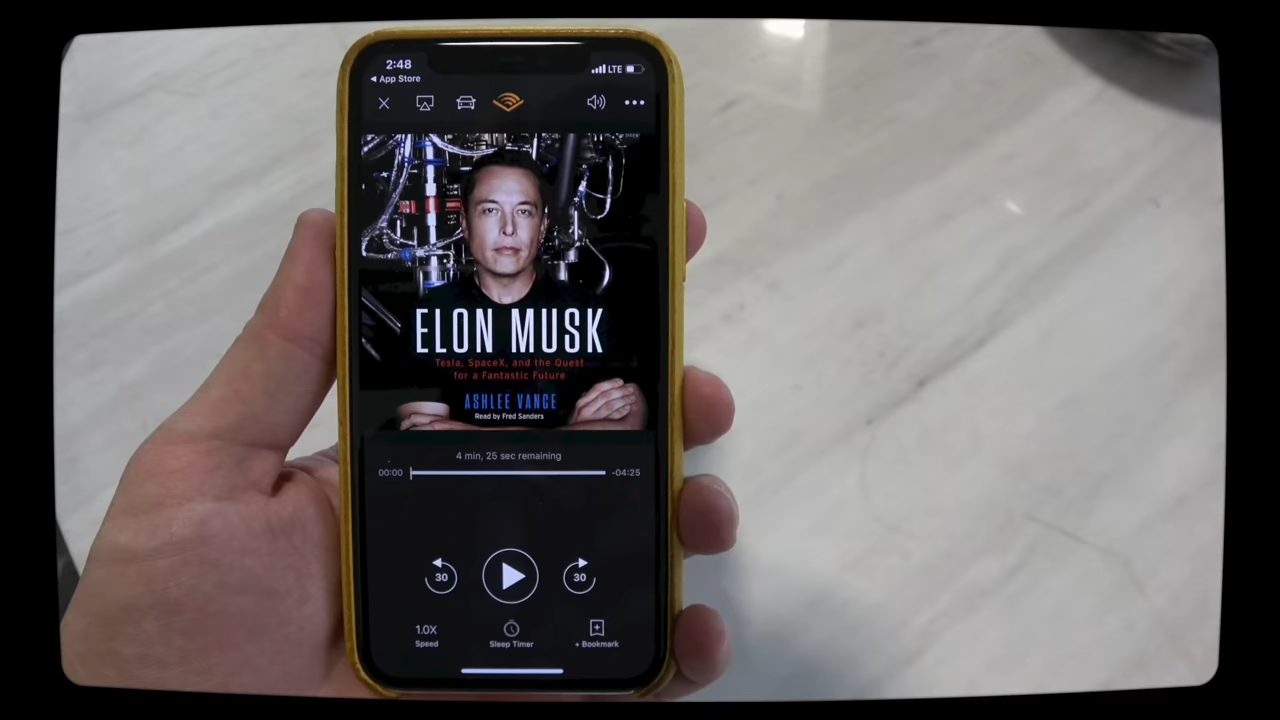 2:48
LTE
App Store
ELON MUSK
Tesla, SpaceX, and the Quest
for a Fantastic Future
ASHLEE VANCE
Read by Fred Sanders
4 min, 25 sec remaining
00:00
-04:25
30
30
1.0X
Speed
Sleep Timer
+ Bookmark